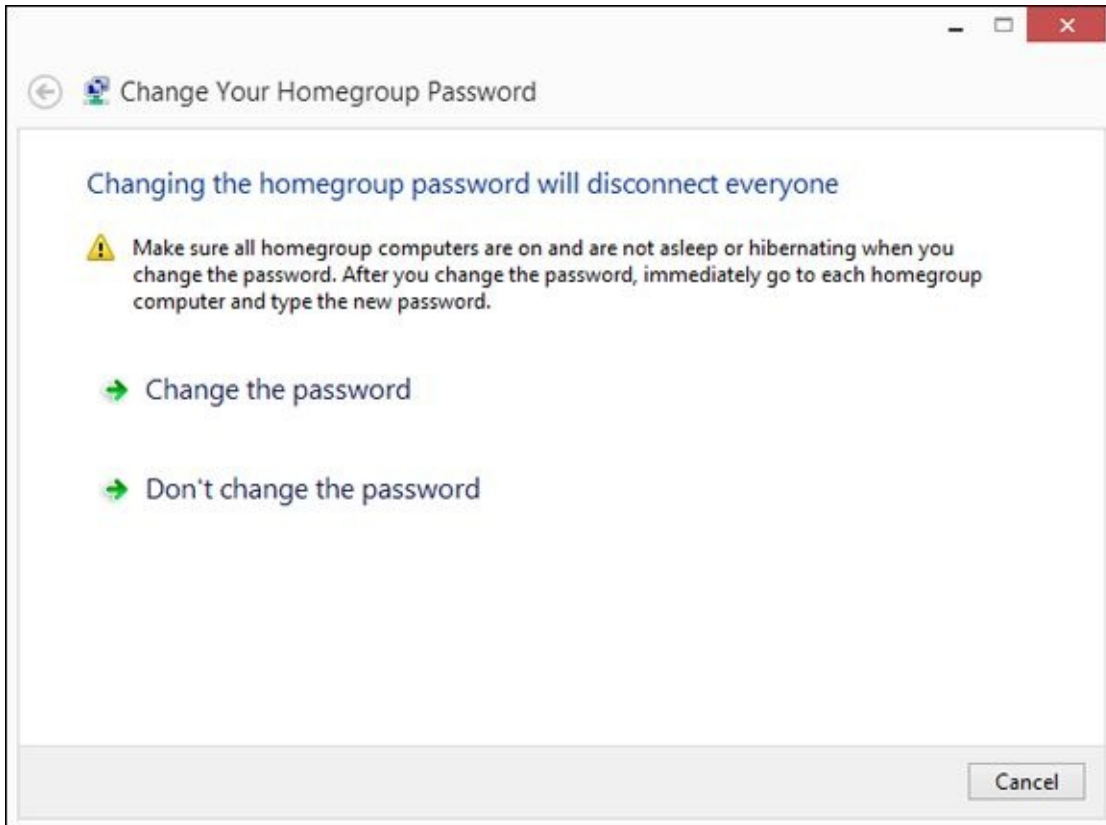 Change Your Homegroup Password
Changing the homegroup password will disconnect everyone
Make sure all homegroup computers are on and are not asleep or hibernating when you
change the password. After you change the password, immediately go to each homegroup
computer and type the new password.
Change the password
Don't change the password
Cancel